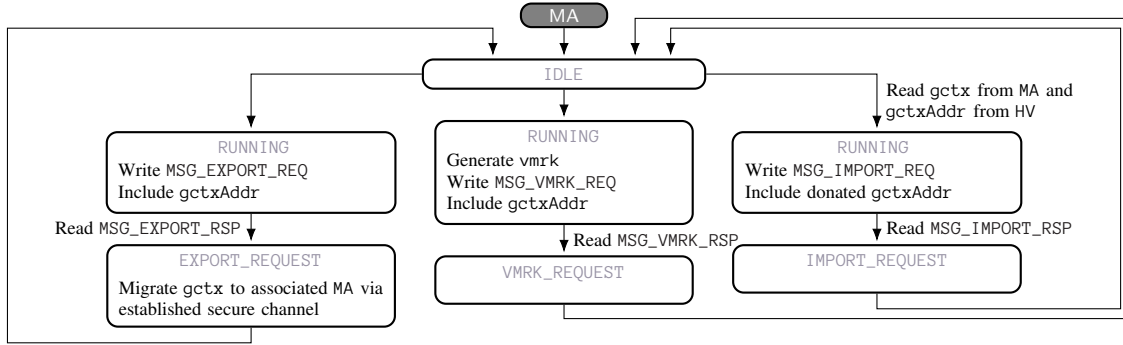 MA
IDLE
Read gctx from MA and
gctxAddr from HV
RUNNING
Write MSG_EXPORT_REQ
Include gctxAddr
RUNNING
Generate vmrk
Write MSG_VMRK_REQ
Include gctxAddr
RUNNING
Write MSG_IMPORT_REQ
Include donated gctxAddr
Read MSG_EXPORT_RSP
Read MSG_VMRK_RSP
Read MSG_IMPORT_RSP
EXPORT_REQUEST
Migrate gctx to associated MA via
established secure channel
VMRK_REQUEST
IMPORT_REQUEST